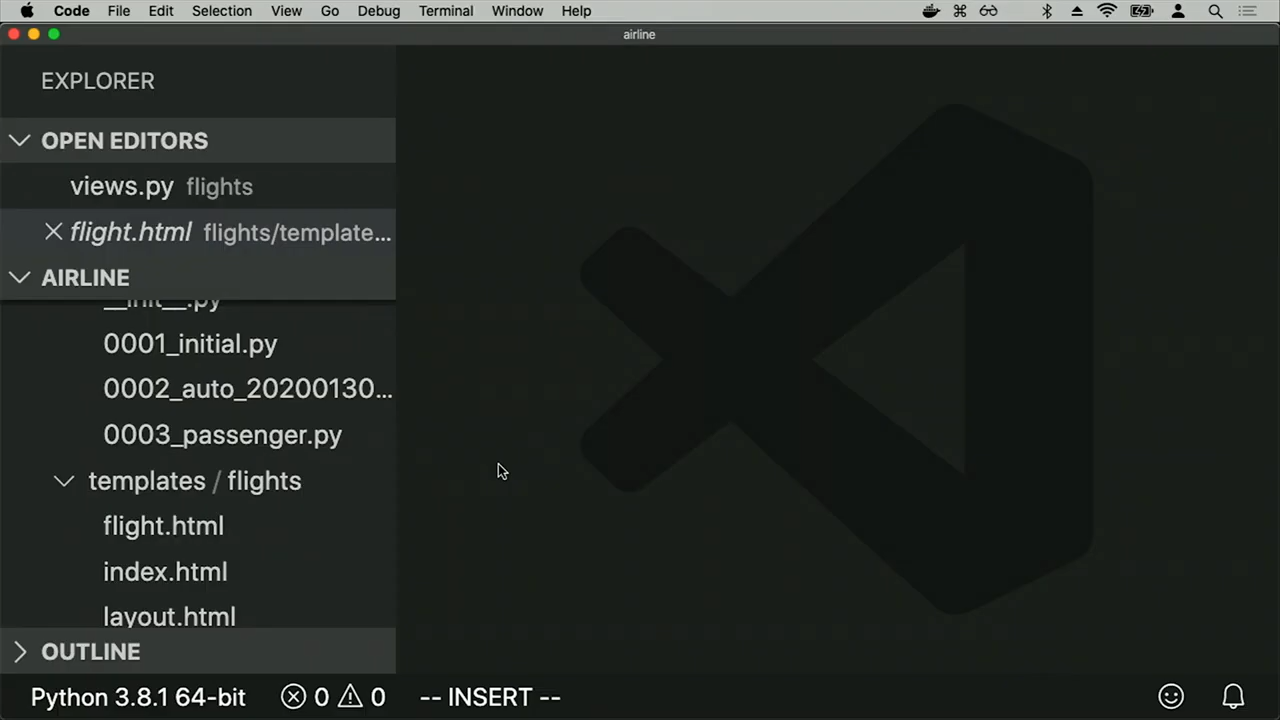 Code File Edit Selection View Go Debug Terminal Window Help
airline
EXPLORER
OPEN EDITORS
views.py flights
flight.html flights/template...
AIRLINE
__init__.py
0001_initial.py
0002_auto_20200130...
0003_passenger.py
templates / flights
flight.html
index.html
layout.html
OUTLINE
Python 3.8.1 64-bit 0 0 -- INSERT --